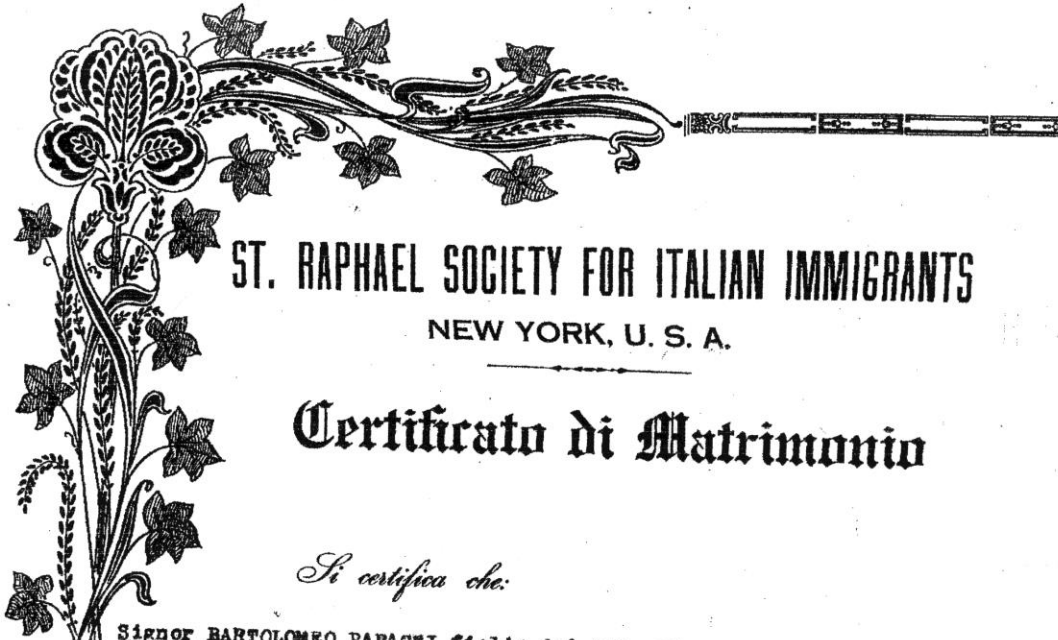 ST. RAPHAEL SOCIETY FOR ITALIAN IMMIGRANTS
NEW YORK, U. S. A.
Certificato di Matrimonio
Si certifica che:
Signor BARTOLOMEO